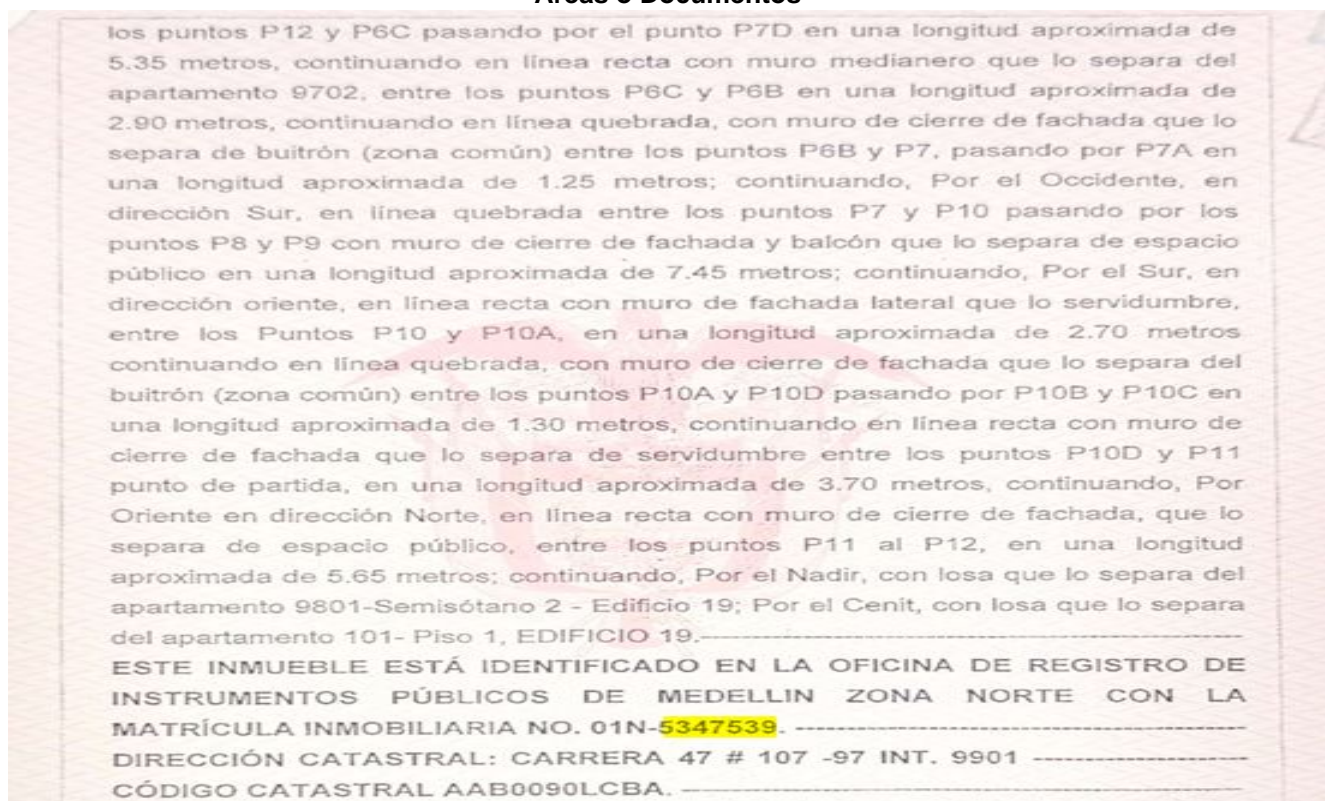 Áreas o Documentos
los puntos P12 y P6C pasando por el punto P7D en una longitud aproximada de
5.35 metros, continuando en línea recta con muro medianero que lo separa del
apartamento 9702, entre los puntos P6C y P6B en una longitud aproximada de
2.90 metros, continuando en línea quebrada, con muro de cierre de fachada que lo
separa de buitrón (zona común) entre los puntos P6B y P7, pasando por P7A en
una longitud aproximada de 1.25 metros; continuando, Por el Occidente, en
dirección Sur, en línea quebrada entre los puntos P7 y P10 pasando por los
puntos P8 y P9 con muro de cierre de fachada y balcón que lo separa de espacio
público en una longitud aproximada de 7.45 metros; continuando, Por el Sur, en
dirección oriente, en línea recta con muro de fachada lateral que lo servidumbre,
entre los Puntos P10 y P10A, en una longitud aproximada de 2.70 metros
continuando en línea quebrada, con muro de cierre de fachada que lo separa del
buitrón (zona común) entre los puntos P10A y P10D pasando por P10B y P10C en
una longitud aproximada de 1.30 metros, continuando en línea recta con muro de
cierre de fachada que lo separa de servidumbre entre los puntos P10D y P11
punto de partida, en una longitud aproximada de 3.70 metros, continuando, Por
Oriente en dirección Norte, en línea recta con muro de cierre de fachada, que lo
separa de espacio público, entre los puntos P11 al P12, en una longitud
aproximada de 5.65 metros; continuando, Por el Nadir, con losa que lo separa del
apartamento 9801-Semisótano 2 - Edificio 19; Por el Cenit, con losa que lo separa
del apartamento 101- Piso 1, EDIFICIO 19.---
ESTE INMUEBLE ESTÁ IDENTIFICADO EN LA OFICINA DE REGISTRO DE
INSTRUMENTOS PÚBLICOS DE MEDELLIN ZONA NORTE CON LA
MATRÍCULA INMOBILIARIA NO. 01N-5347539. ---
DIRECCIÓN CATASTRAL: CARRERA 47 # 107 -97 INT. 9901 ---
CÓDIGO CATASTRAL AAB0090LCBA. ---